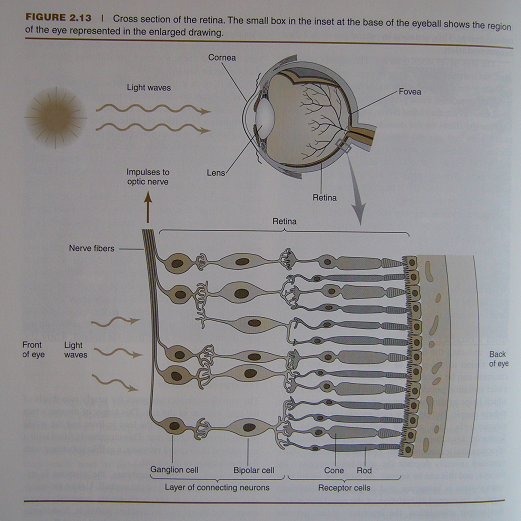 FIGURE 2.13 | Cross section of the retina. The small box in the inset at the base of the eyeball shows the region
of the eye represented in the enlarged drawing.
Cornea
Light waves
Fovea
Lens
Impulses to
optic nerve
Retina
Retina
Nerve fibers
Front
of eye
Light
waves
Back
of eye
Ganglion cell
Bipolar cell
Cone
Rod
Layer of connecting neurons
Receptor cells